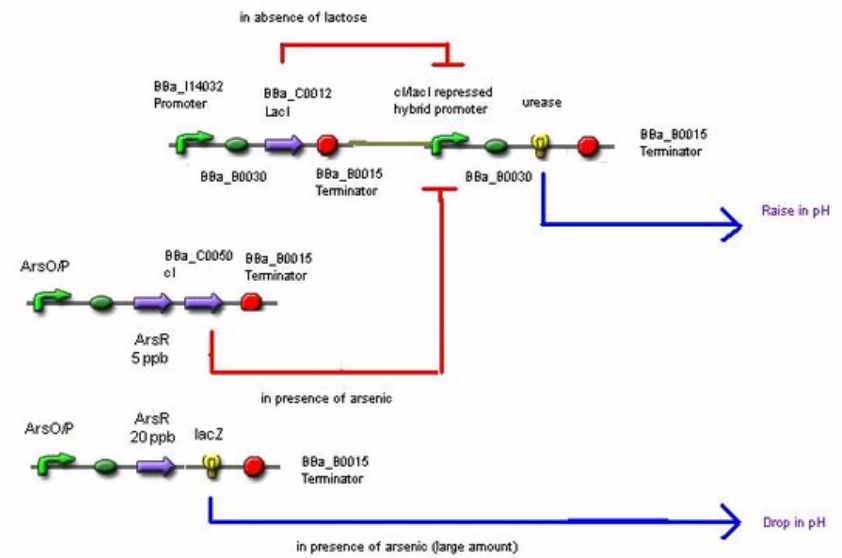 in absence of lactose
BBa_I14032
Promoter
BBa_C0012
LacI
cI/lacI repressed
hybrid promoter
urease
BBa_B0015
Terminator
BBa_B0030
BBa_B0015
Terminator
BBa_B0030
Raise in pH
ArsO/P
BBa_C0050
cI
BBa_B0015
Terminator
ArsR
5 ppb
in presence of arsenic
ArsO/P
ArsR
20 ppb
lacZ
BBa_B0015
Terminator
Drop in pH
in presence of arsenic (large amount)